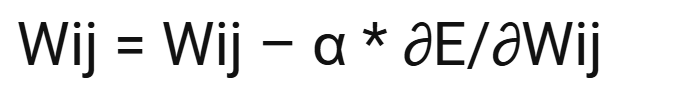 Wij = Wij − α * ∂E/∂Wij